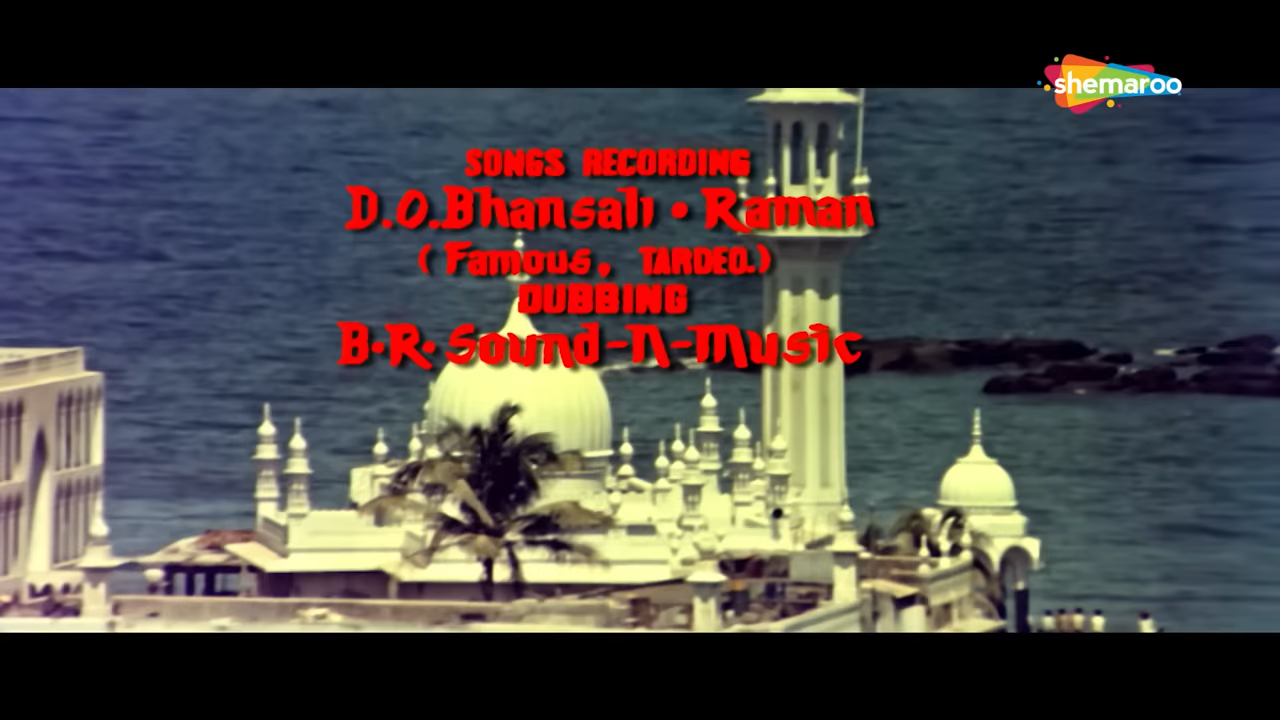 shemaroo
SONGS RECORDING
D.O.Bhansali • Raman
( Famous, TARDEO.)
DUBBING
B.R.Sound-N-Music